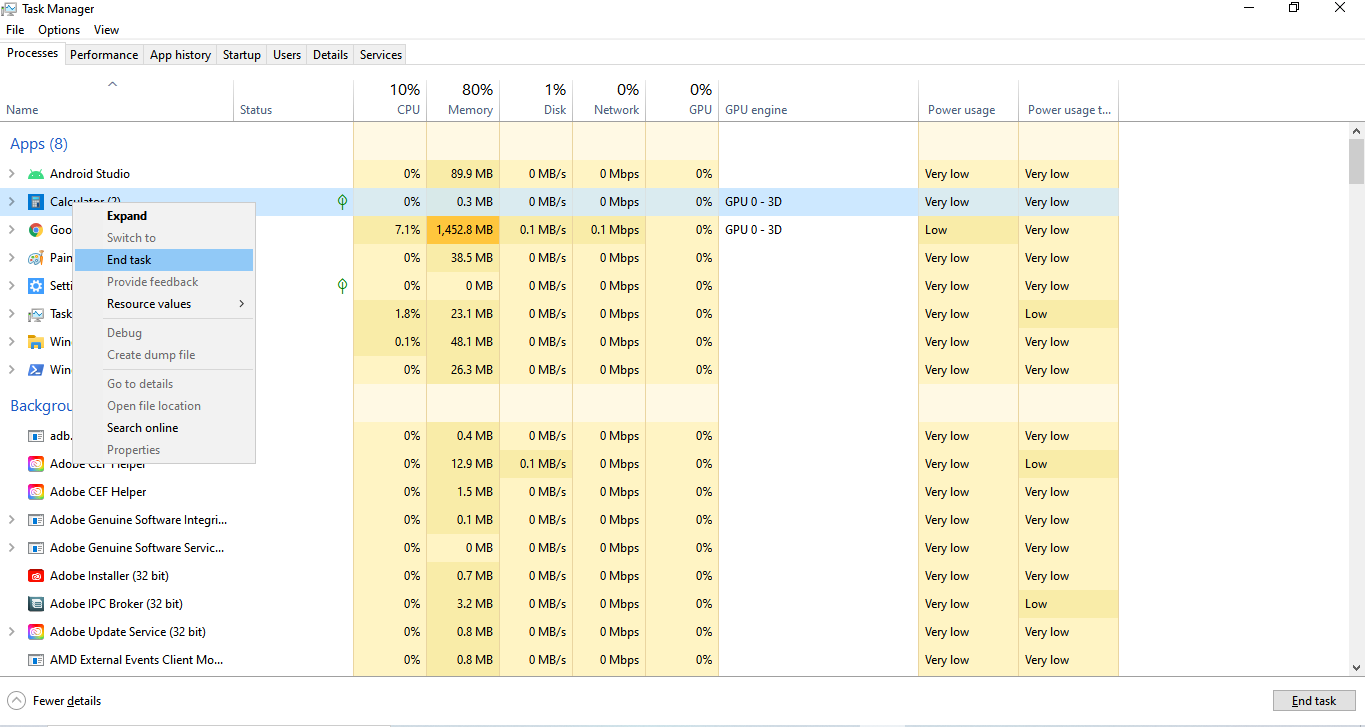 Task Manager
File Options View
Processes Performance App history Startup Users Details Services
10% 80% 1% 0% 0%
Name Status CPU Memory Disk Network GPU GPU engine Power usage Power usage t...
Apps (8)
Android Studio 0% 89.9 MB 0 MB/s 0 Mbps 0% Very low Very low
Calculator (2) 0% 0.3 MB 0 MB/s 0 Mbps 0% GPU 0 - 3D Very low Very low
Goo 7.1% 1,452.8 MB 0.1 MB/s 0.1 Mbps 0% GPU 0 - 3D Low Very low
Pain 0% 38.5 MB 0 MB/s 0 Mbps 0% Very low Very low
Setti 0% 0 MB 0 MB/s 0 Mbps 0% Very low Very low
Task 1.8% 23.1 MB 0 MB/s 0 Mbps 0% Very low Low
Win 0.1% 48.1 MB 0 MB/s 0 Mbps 0% Very low Very low
Win 0% 26.3 MB 0 MB/s 0 Mbps 0% Very low Very low
Expand
Switch to
End task
Provide feedback
Resource values
Debug
Create dump file
Go to details
Open file location
Search online
Properties
Backgrou
adb. 0% 0.4 MB 0 MB/s 0 Mbps 0% Very low Very low
Adobe CEF Helper 0% 12.9 MB 0.1 MB/s 0 Mbps 0% Very low Low
Adobe CEF Helper 0% 1.5 MB 0 MB/s 0 Mbps 0% Very low Very low
Adobe Genuine Software Integri... 0% 0.1 MB 0 MB/s 0 Mbps 0% Very low Very low
Adobe Genuine Software Servic... 0% 0 MB 0 MB/s 0 Mbps 0% Very low Very low
Adobe Installer (32 bit) 0% 0.7 MB 0 MB/s 0 Mbps 0% Very low Very low
Adobe IPC Broker (32 bit) 0% 3.2 MB 0 MB/s 0 Mbps 0% Very low Low
Adobe Update Service (32 bit) 0% 0.8 MB 0 MB/s 0 Mbps 0% Very low Very low
AMD External Events Client Mo... 0% 0.8 MB 0 MB/s 0 Mbps 0% Very low Very low
Fewer details End task